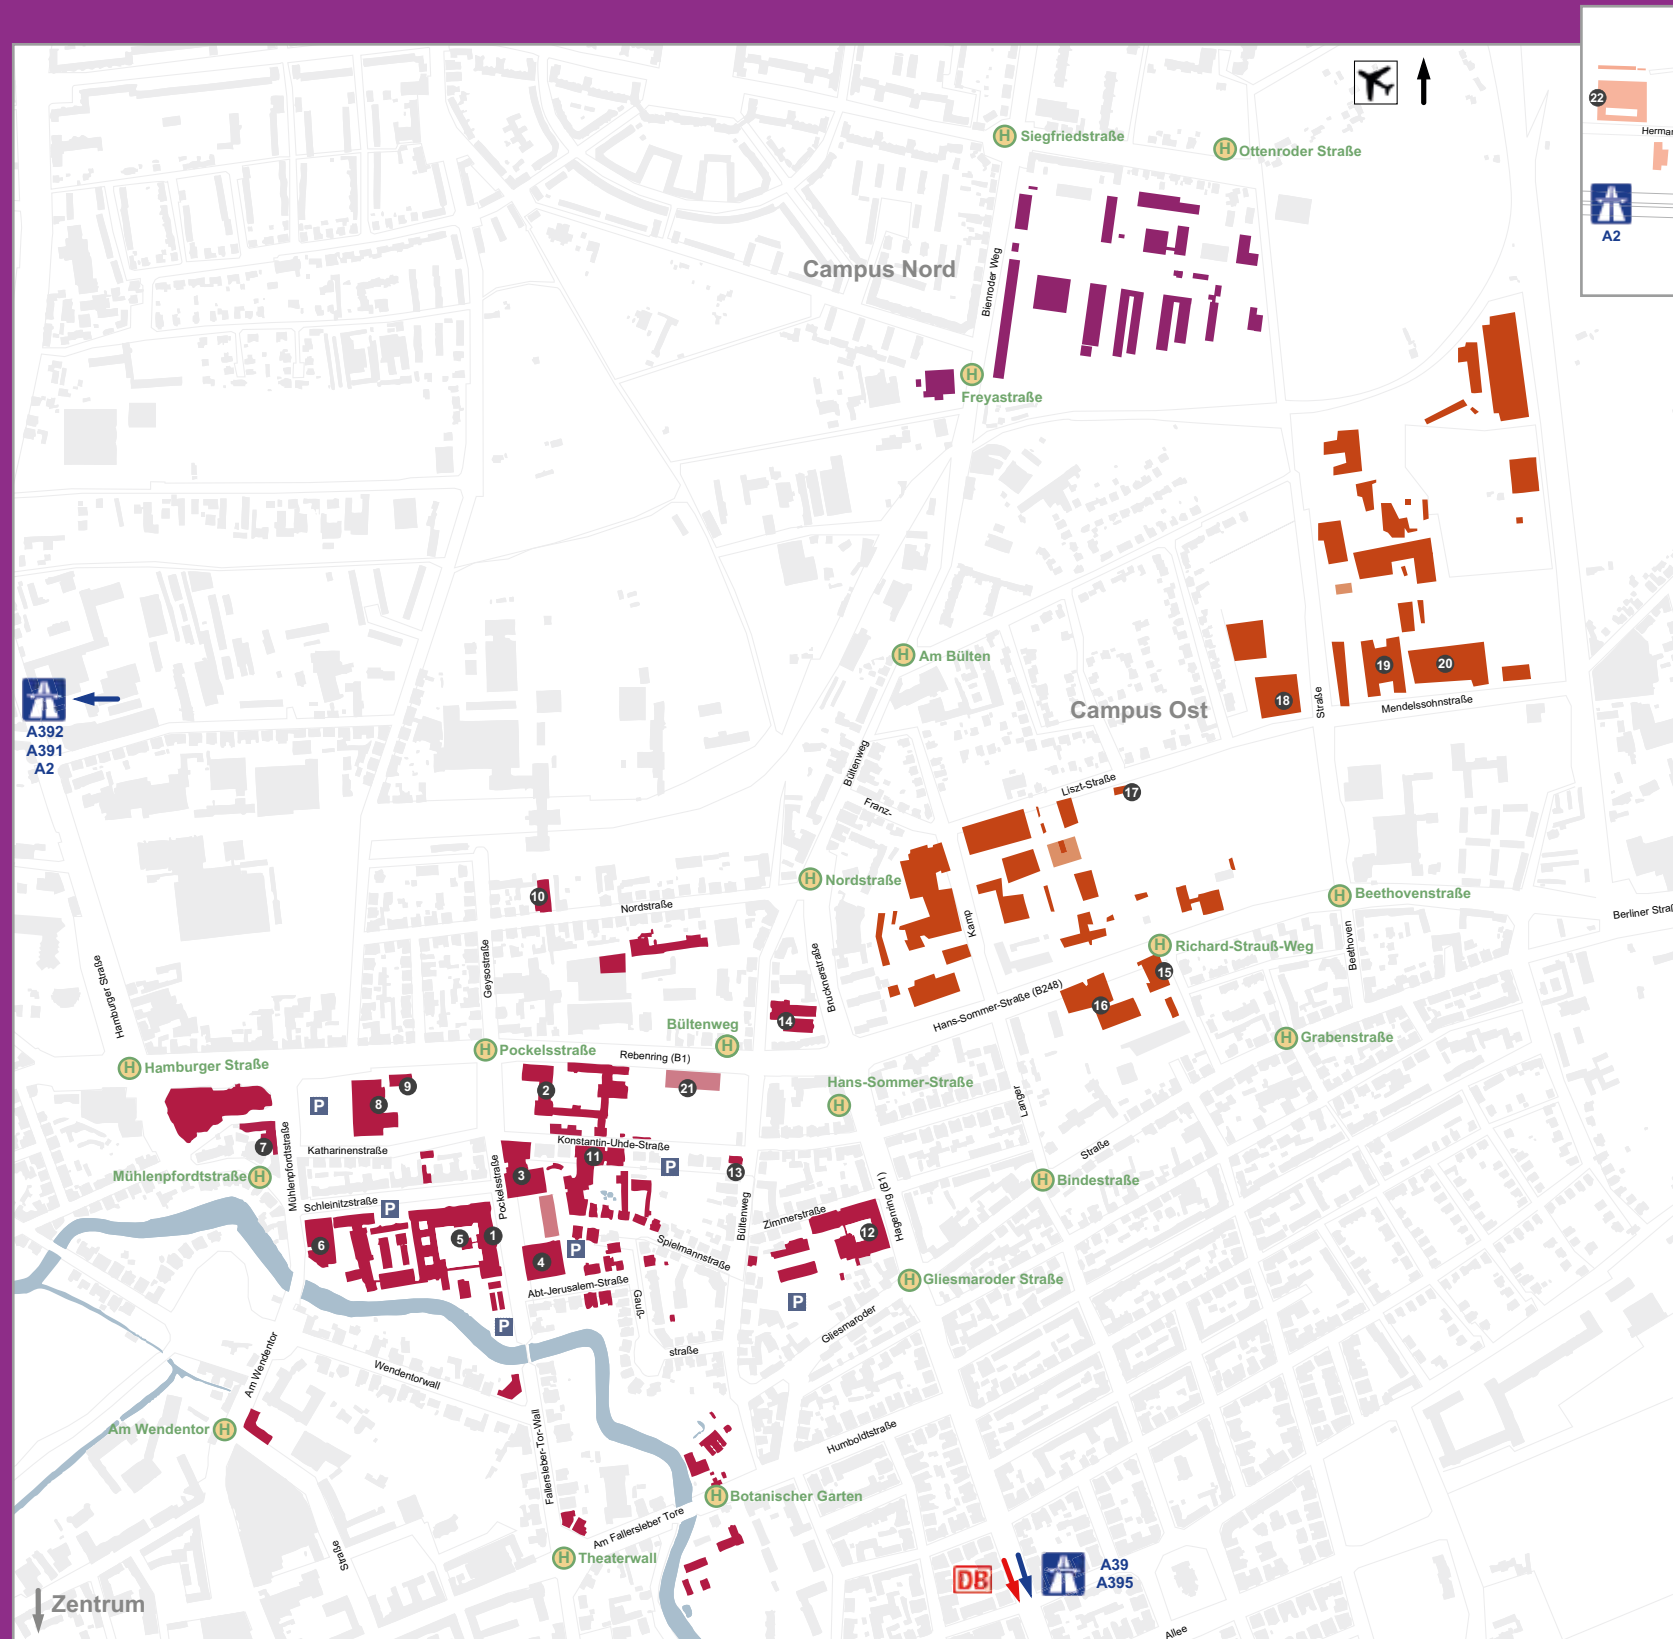 22
Herma
A2
H Siegfriedstraße
H Ottenroder Straße
Campus Nord
Bienroder Weg
H
Freyastraße
H Am Bülten
Campus Ost
18
19
20
Straße
Mendelssohnstraße
A392
A391
A2
Bültenweg
Franz-
Liszt-Straße
17
H Nordstraße
10
Nordstraße
H Beethovenstraße
Berliner Straß
Kamp
Beethoven
H Richard-Strauß-Weg
15
16
Hans-Sommer-Straße (B248)
Hamburger Straße
Geysostraße
Brucknerstraße
14
Bültenweg
H
H Pockelsstraße
Rebenring (B1)
H Grabenstraße
H Hamburger Straße
Hans-Sommer-Straße
H
Langer
Straße
2
21
9
8
P
7
Katharinenstraße
Mühlenpfordtstraße
Konstantin-Uhde-Straße
11
P
13
3
Pockelsstraße
Mühlenpfordtstraße H
H Bindestraße
Schleinitzstraße
P
6
5
1
4
P
Spielmannstraße
Bültenweg
Zimmerstraße
12
Hagenring (B1)
H Gliesmaroder Straße
Abt-Jerusalem-Straße
Gauß-
straße
P
P
Gliesmaroder
Am Wendentor
Wendentorwall
Am Wendentor H
Fallersleber-Tor-Wall
Humboldtstraße
H Botanischer Garten
Am Fallersleber Tore
H Theaterwall
Straße
DB
A39
A395
Zentrum
Allee